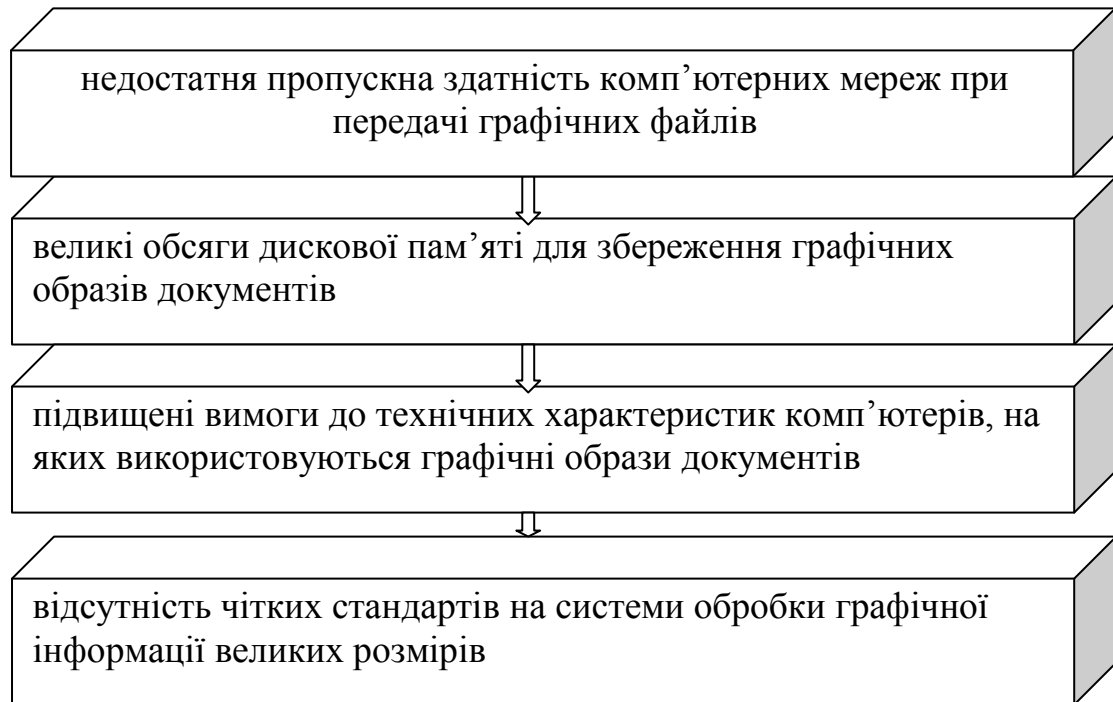 недостатня пропускна здатність комп’ютерних мереж при
передачі графічних файлів
великі обсяги дискової пам’яті для збереження графічних
образів документів
підвищені вимоги до технічних характеристик комп’ютерів, на
яких використовуються графічні образи документів
відсутність чітких стандартів на системи обробки графічної
інформації великих розмірів